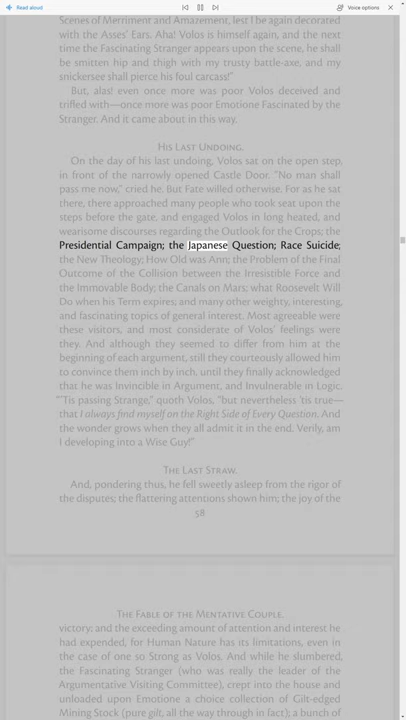 Read aloud
Voice options
Scenes of Merriment and Amazement, lest I be again decorated
with the Asses' Ears. Aha! Volos is himself again, and the next
time the Fascinating Stranger appears upon the scene, he shall
be smitten hip and thigh with my trusty battle-axe, and my
snickersee shall pierce his foul carcass!"
But, alas! even once more was poor Volos deceived and
trifled with—once more was poor Emotione Fascinated by the
Stranger. And it came about in this way.
His Last Undoing.
On the day of his last undoing, Volos sat on the open step,
in front of the narrowly opened Castle Door. "No man shall
pass me now," cried he. But Fate willed otherwise. For as he sat
there, there approached many people who took seat upon the
steps before the gate, and engaged Volos in long heated, and
wearisome discourses regarding the Outlook for the Crops; the
Presidential Campaign; the Japanese Question; Race Suicide;
the New Theology; How Old was Ann; the Problem of the Final
Outcome of the Collision between the Irresistible Force and
the Immovable Body; the Canals on Mars; what Roosevelt Will
Do when his Term expires; and many other weighty, interesting,
and fascinating topics of general interest. Most agreeable were
these visitors, and most considerate of Volos' feelings were
they. And although they seemed to differ from him at the
beginning of each argument, still they courteously allowed him
to convince them inch by inch, until they finally acknowledged
that he was Invincible in Argument, and Invulnerable in Logic.
"'Tis passing Strange," quoth Volos, "but nevertheless 'tis true—
that I always find myself on the Right Side of Every Question. And
the wonder grows when they all admit it in the end. Verily, am
I developing into a Wise Guy!"
The Last Straw.
And, pondering thus, he fell sweetly asleep from the rigor of
the disputes; the flattering attentions shown him; the joy of the
58
The Fable of the Mentative Couple.
victory; and the exceeding amount of attention and interest he
had expended, for Human Nature has its limitations, even in
the case of one so Strong as Volos. And while he slumbered,
the Fascinating Stranger (who was really the leader of the
Argumentative Visiting Committee), crept into the house and
unloaded upon Emotione a choice collection of Gilt-edged
Mining Stock (pure gilt, all the way through in fact); a bunch of